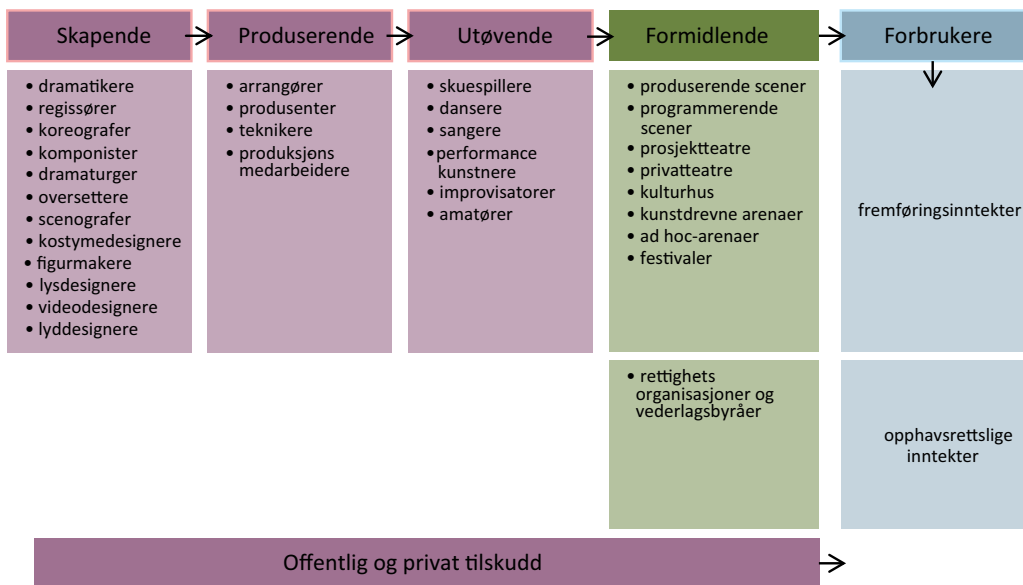 Skapende
Produserende
Utøvende
Formidlende
Forbrukere
• dramatikere
• regissører
• koreografer
• komponister
• dramaturger
• oversettere
• scenografer
• kostymedesignere
• figurmakere
• lysdesignere
• videodesignere
• lyddesignere
• arrangører
• produsenter
• teknikere
• produksjons
medarbeidere
• skuespillere
• dansere
• sangere
• performance-
kunstnere
• improvisatorer
• amatører
• produserende scener
• programmerende
scener
• prosjektteatre
• privatteatre
• kulturhus
• kunstdrevne arenaer
• ad hoc-arenaer
• festivaler
fremføringsinntekter
• rettighets
organisasjoner og
vederlagsbyråer
opphavsrettslige
inntekter
Offentlig og privat tilskudd